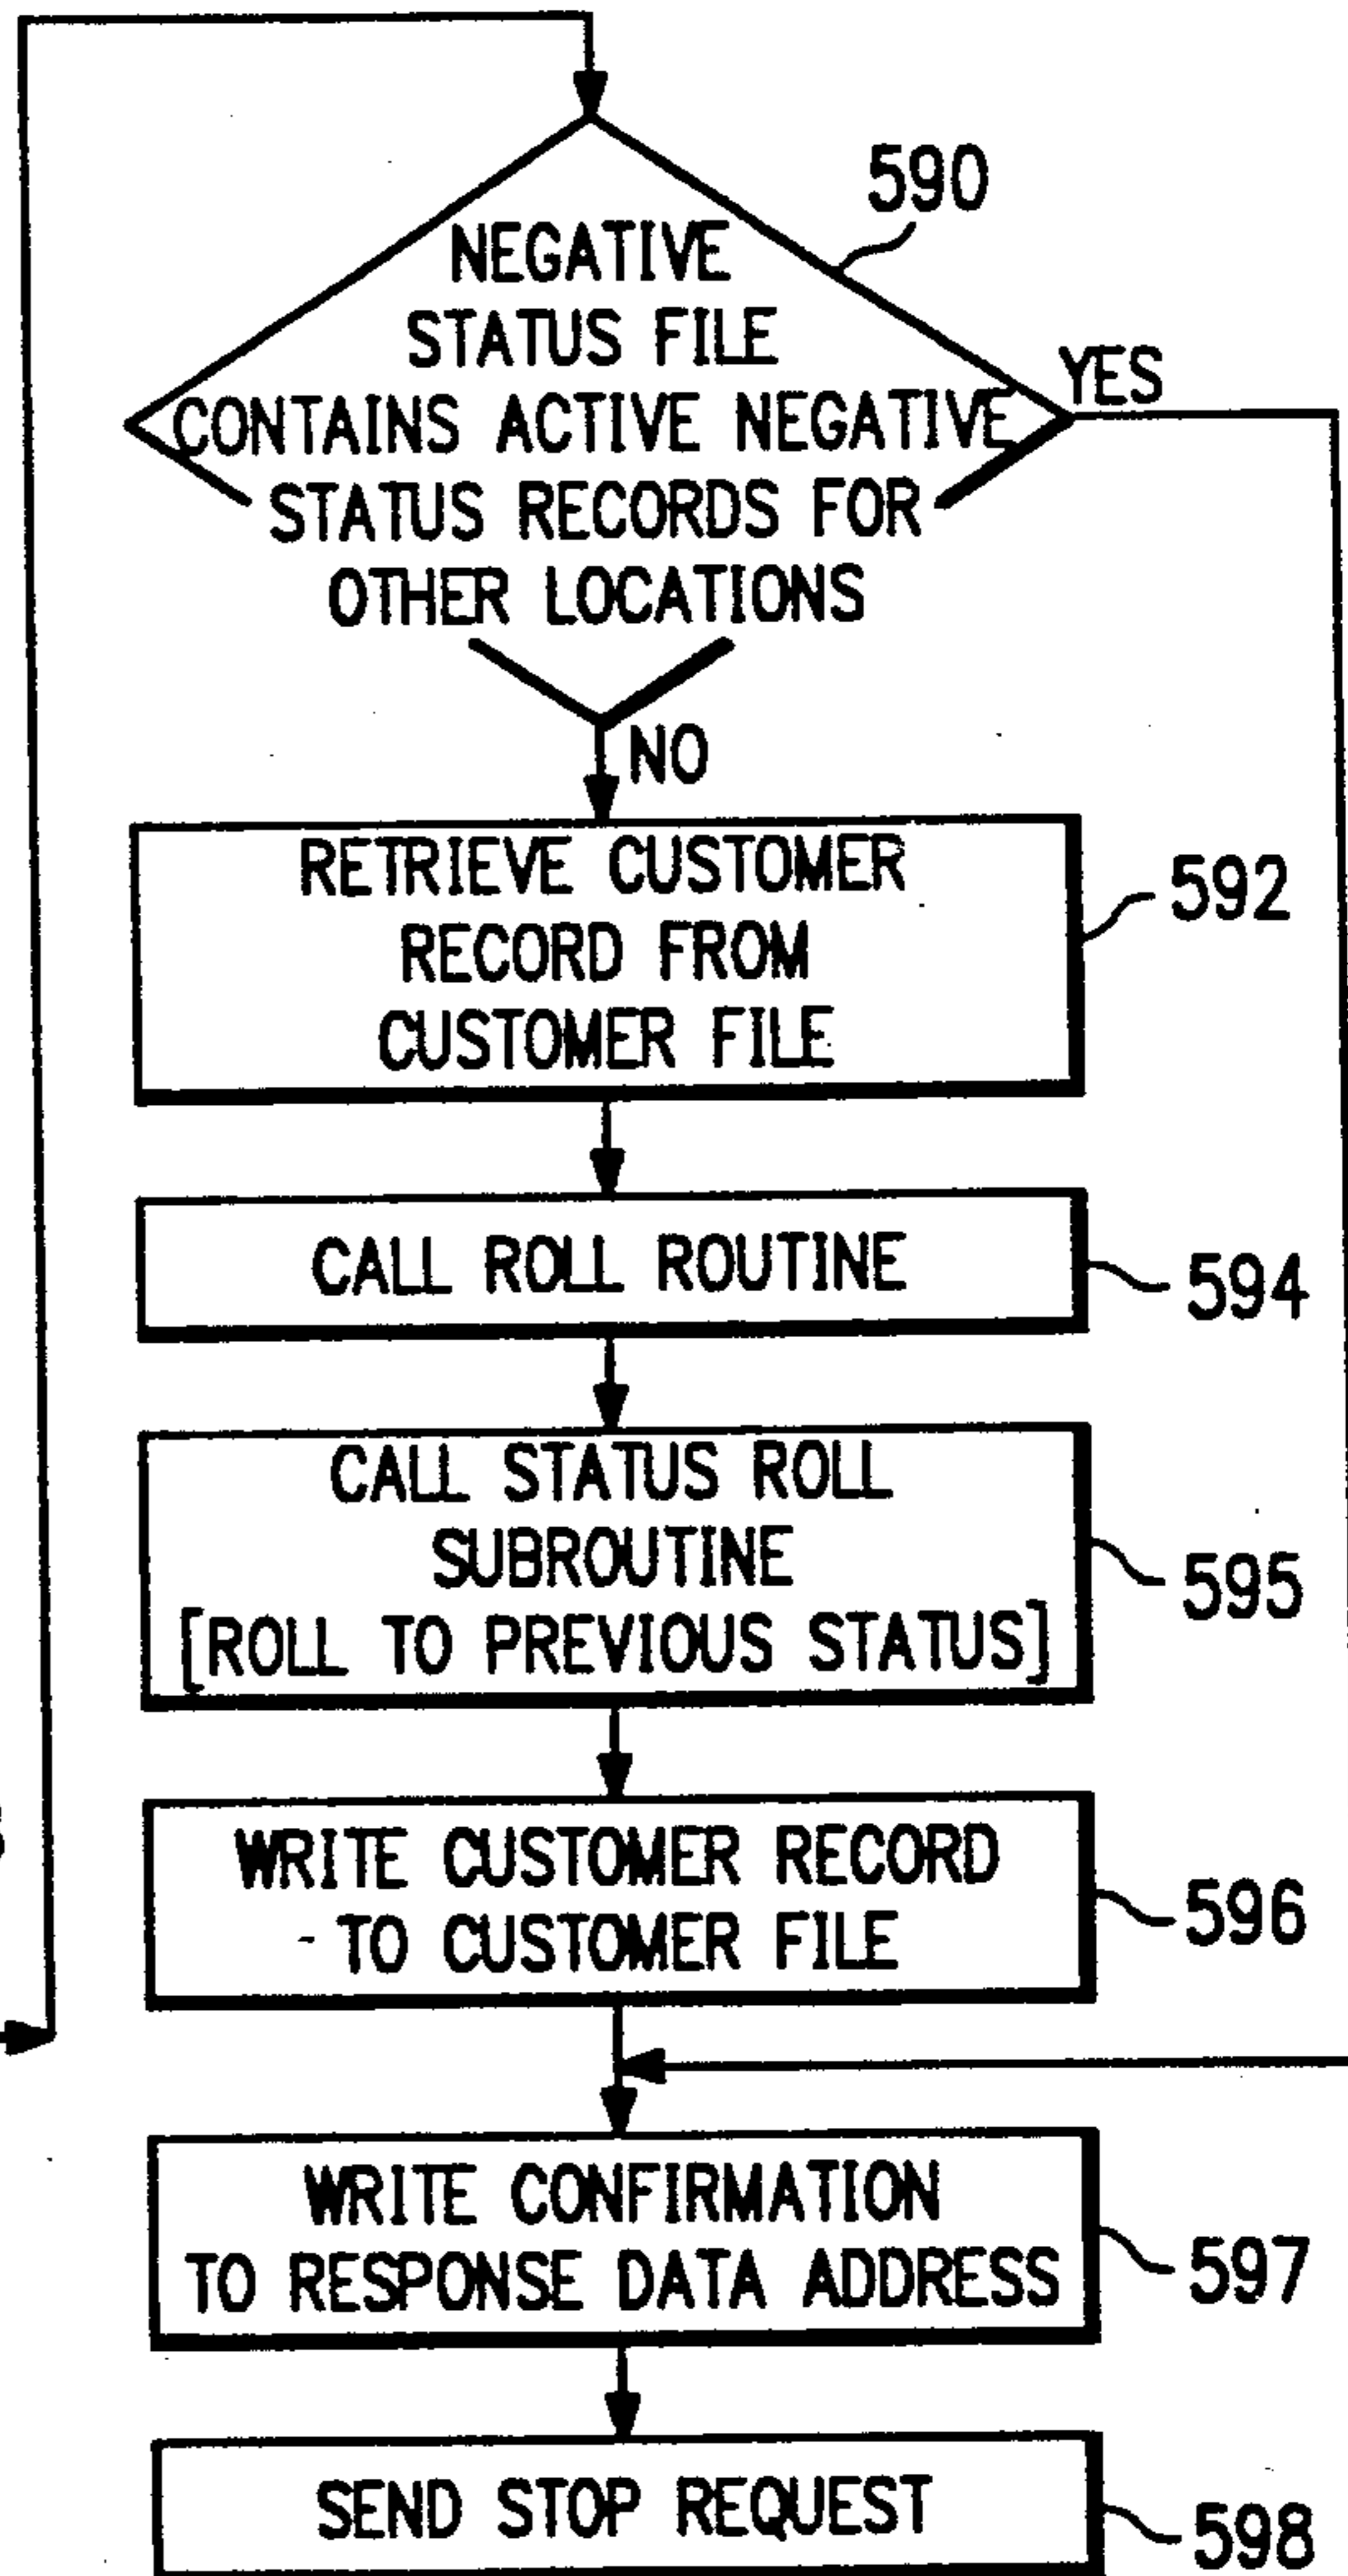 590
NEGATIVE
STATUS FILE
CONTAINS ACTIVE NEGATIVE
STATUS RECORDS FOR
OTHER LOCATIONS
YES
NO
RETRIEVE CUSTOMER
RECORD FROM
CUSTOMER FILE
592
CALL ROLL ROUTINE
594
CALL STATUS ROLL
SUBROUTINE
[ROLL TO PREVIOUS STATUS]
595
WRITE CUSTOMER RECORD
TO CUSTOMER FILE
596
WRITE CONFIRMATION
TO RESPONSE DATA ADDRESS
597
SEND STOP REQUEST
598